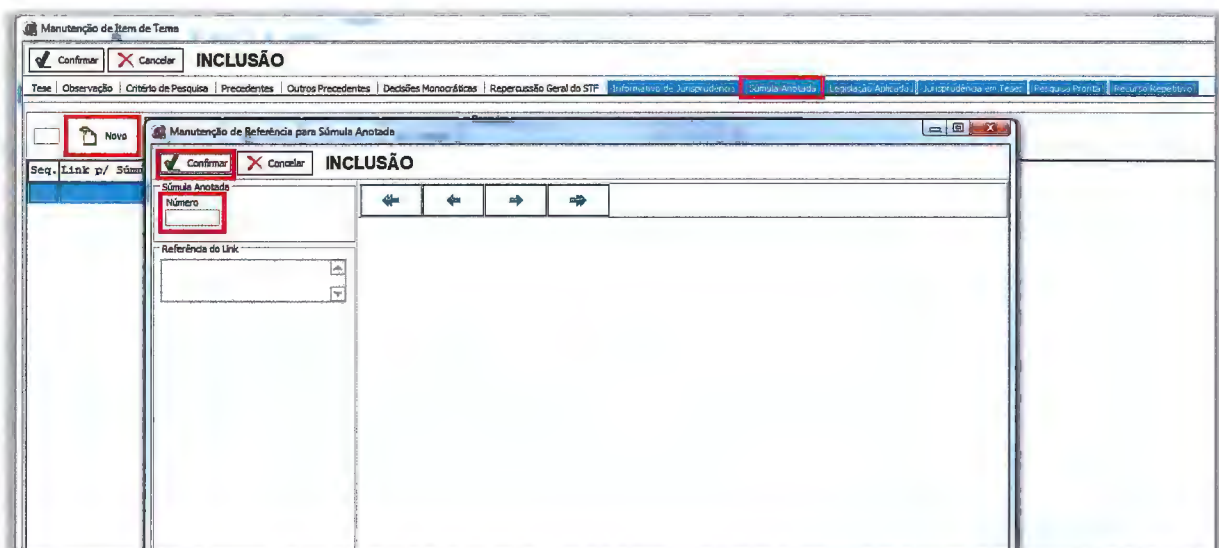 Manutenção de Item de Tema
Confirmar Cancelar INCLUSÃO
Tese Observação Critério de Pesquisa Precedentes Outros Precedentes Decisões Monocráticas Repercussão Geral do STF Informativo de Jurisprudência Súmula Anotada Legislação Aplicada Jurisprudência em Teses Pesquisa Pronta Recurso Repetitivo
Novo
Manutenção de Referência para Súmula Anotada
Confirmar Cancelar INCLUSÃO
Seq. Link p/
Súmula Anotada
Número
Referência do Link